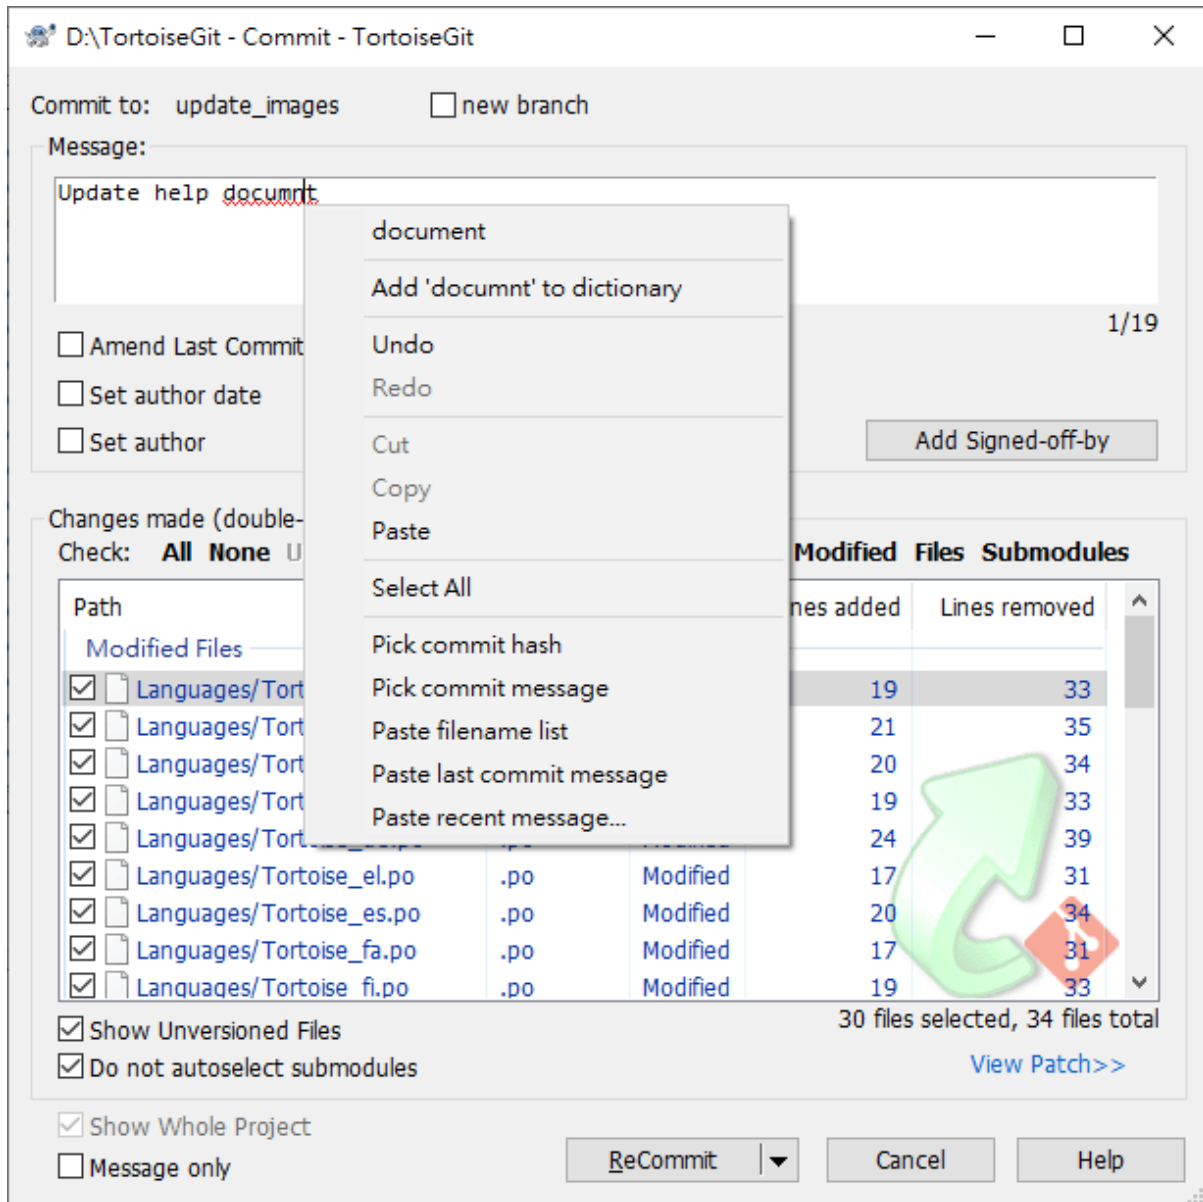 D:\TortoiseGit - Commit - TortoiseGit
Commit to: update_images new branch
Message:
Update help documnt
document
Add 'documnt' to dictionary
Undo
Redo
Cut
Copy
Paste
Select All
Pick commit hash
Pick commit message
Paste filename list
Paste last commit message
Paste recent message...
1/19
Amend Last Commit
Set author date
Set author Add Signed-off-by
Changes made (double-
Check: All None U Modified Files Submodules
Path nes added Lines removed
Modified Files
Languages/Tort 19 33
Languages/Tort 21 35
Languages/Tort 20 34
Languages/Tort 19 33
Languages/Tort 24 39
Languages/Tortoise_el.po .po Modified 17 31
Languages/Tortoise_es.po .po Modified 20 34
Languages/Tortoise_fa.po .po Modified 17 31
Languages/Tortoise_fi.po .po Modified 19 33
Show Unversioned Files 30 files selected, 34 files total
Do not autoselect submodules View Patch>>
Show Whole Project
Message only ReCommit Cancel Help